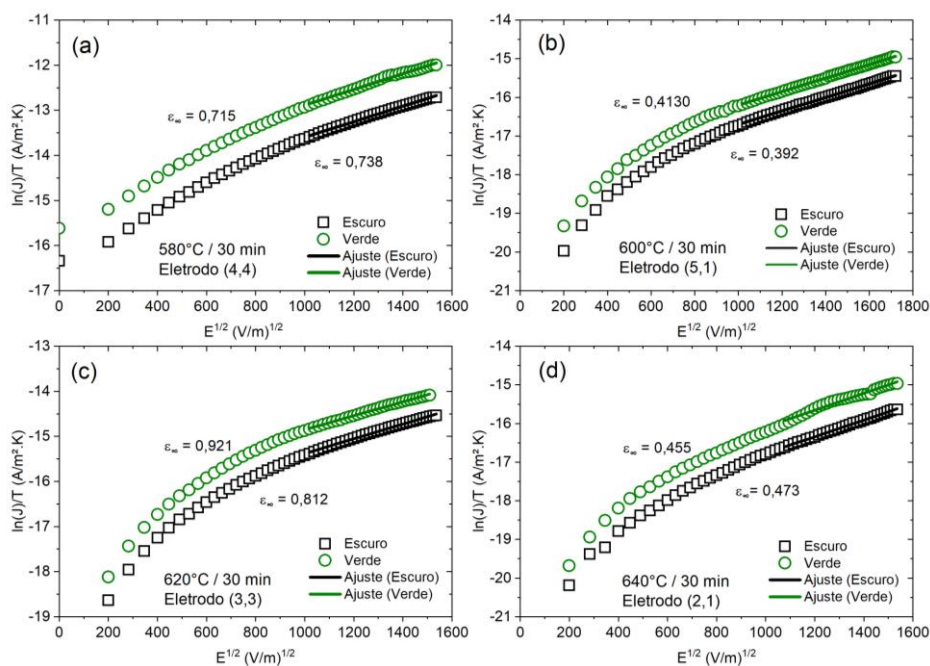 (a)
-12
-13
-14
-15
-16
-17
ln(J)/T (A/m².K)
ε∞ = 0,715
ε∞ = 0,738
580°C / 30 min
Eletrodo (4,4)
Escuro
Verde
Ajuste (Escuro)
Ajuste (Verde)
0 200 400 600 800 1000 1200 1400 1600
E^1/2 (V/m)^1/2
(b)
-14
-15
-16
-17
-18
-19
-20
-21
ln(J)/T (A/m².K)
ε∞ = 0,4130
ε∞ = 0,392
600°C / 30 min
Eletrodo (5,1)
Escuro
Verde
Ajuste (Escuro)
Ajuste (Verde)
0 200 400 600 800 1000 1200 1400 1600 1800
E^1/2 (V/m)^1/2
(c)
-13
-14
-15
-16
-17
-18
-19
ln(J)/T (A/m².K)
ε∞ = 0,921
ε∞ = 0,812
620°C / 30 min
Eletrodo (3,3)
Escuro
Verde
Ajuste (Escuro)
Ajuste (Verde)
0 200 400 600 800 1000 1200 1400 1600
E^1/2 (V/m)^1/2
(d)
-15
-16
-17
-18
-19
-20
-21
ln(J)/T (A/m².K)
ε∞ = 0,455
ε∞= 0,473
640°C / 30 min
Eletrodo (2,1)
Escuro
Verde
Ajuste (Escuro)
Ajuste (Verde)
0 200 400 600 800 1000 1200 1400 1600
E^1/2 (V/m)^1/2